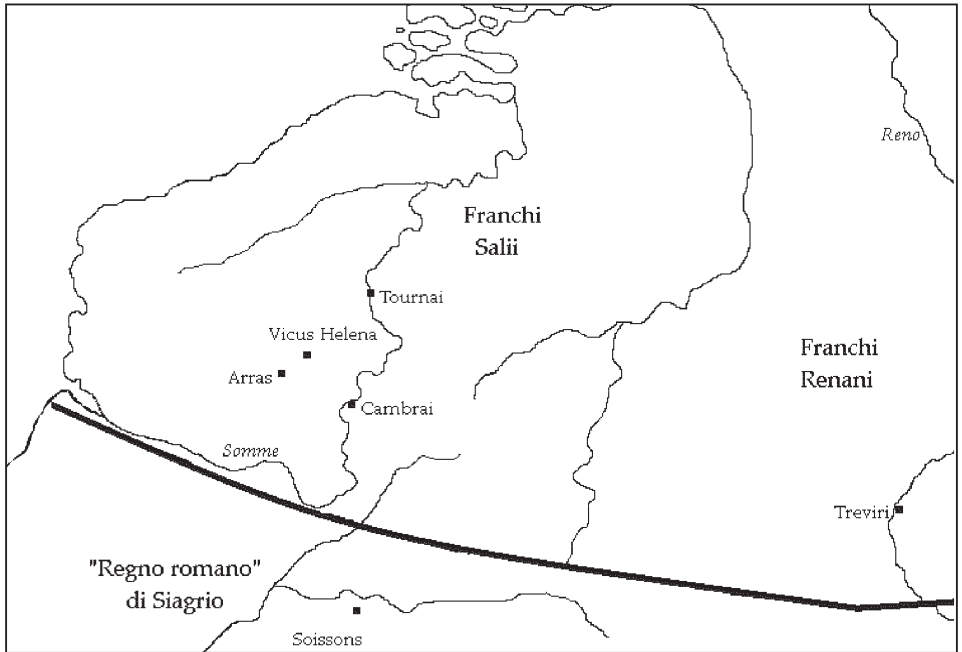 Reno
Franchi
Salii
Tournai
Vicus Helena
Franchi
Renani
Arras
Cambrai
Somme
Treviri
"Regno romano"
di Siagrio
Soissons